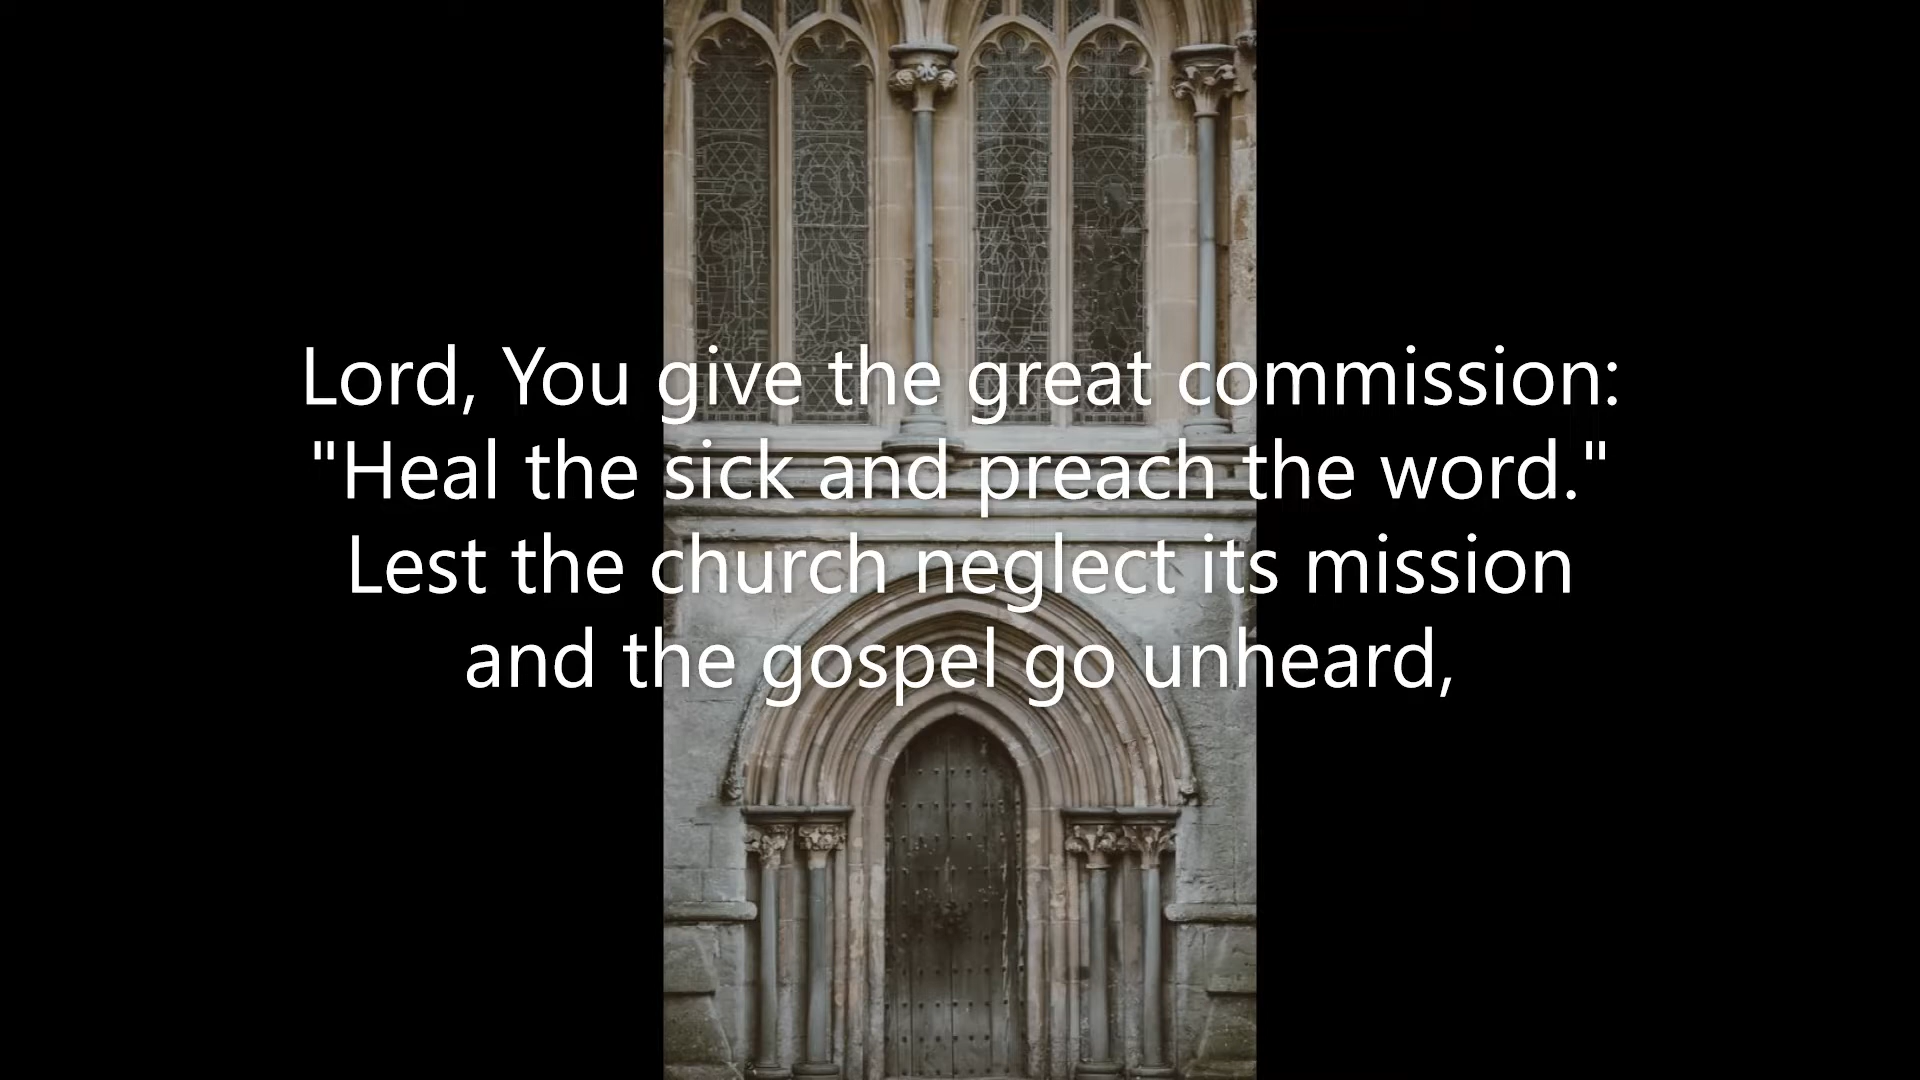 Lord, You give the great commission:
"Heal the sick and preach the word."
Lest the church neglect its mission
and the gospel go unheard,